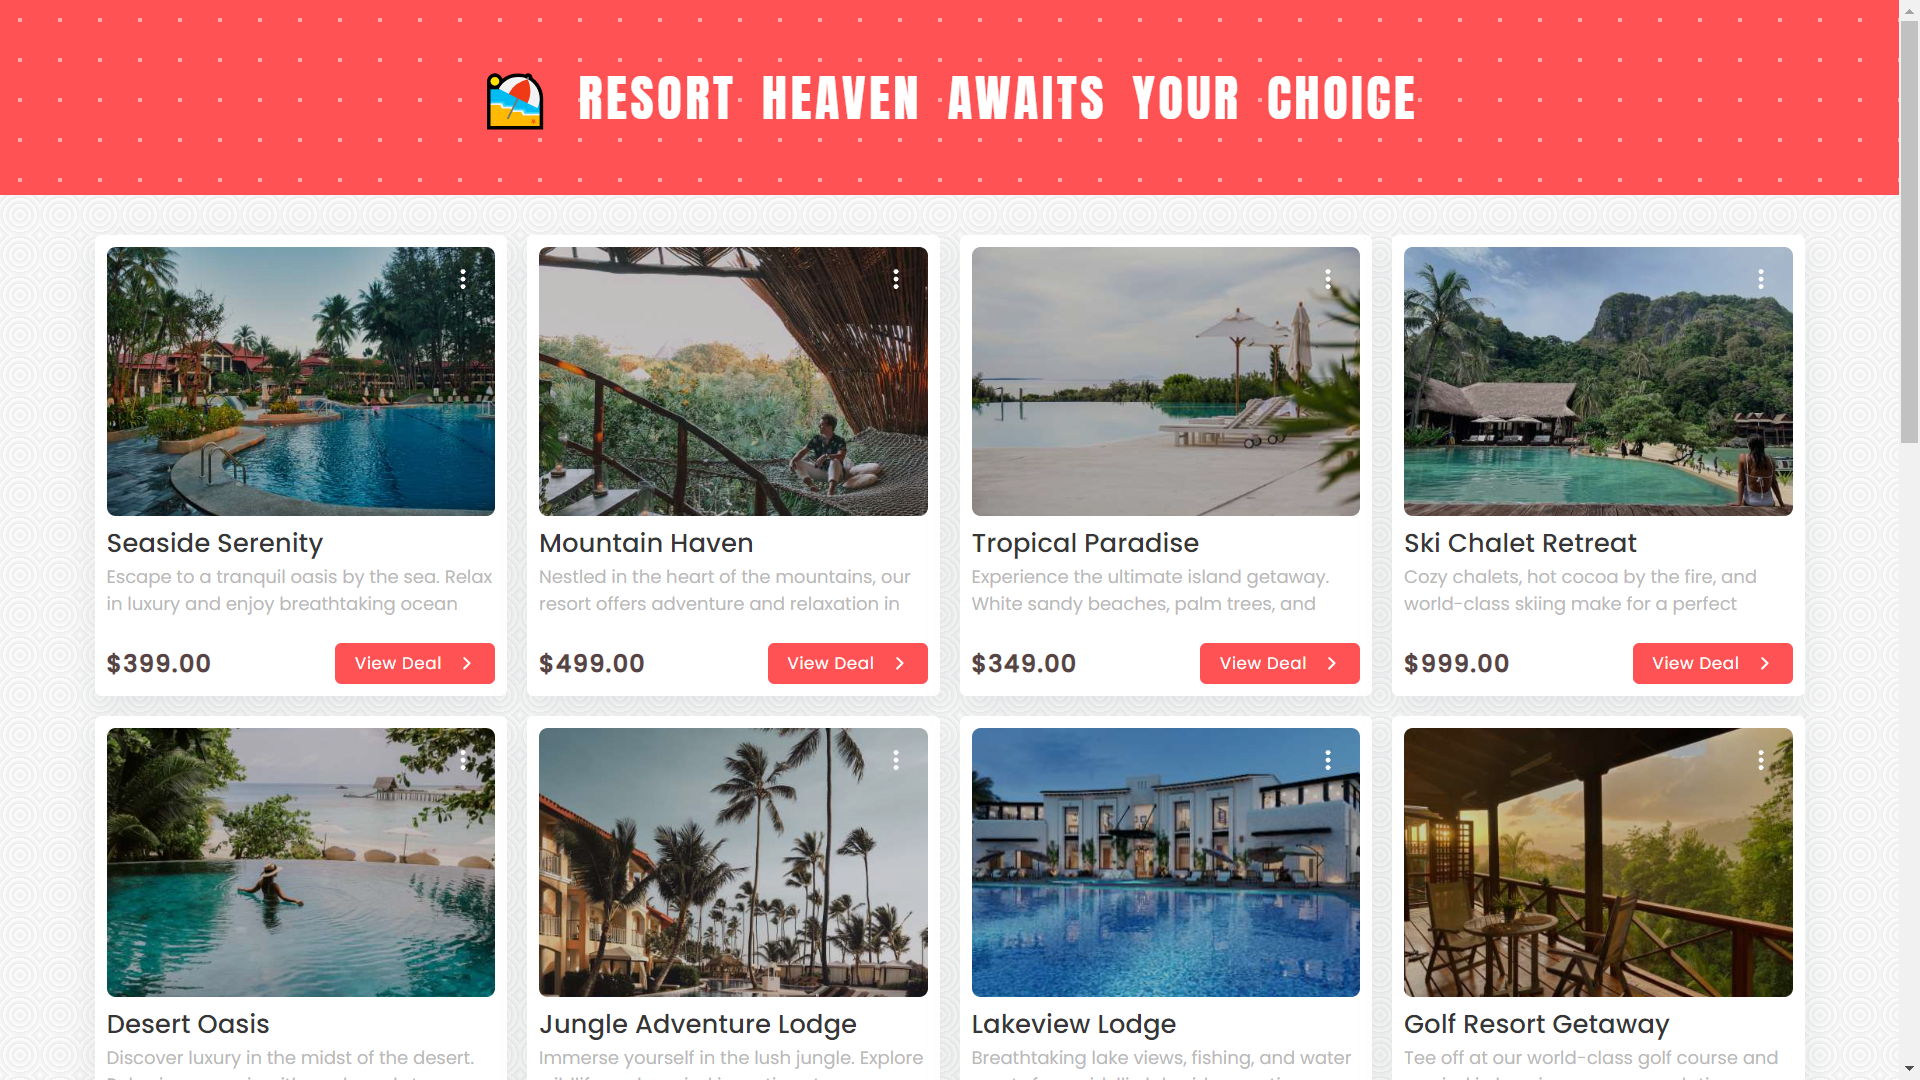 RESORT HEAVEN AWAITS YOUR CHOICE
Seaside Serenity
Escape to a tranquil oasis by the sea. Relax
in luxury and enjoy breathtaking ocean
$399.00
View Deal
Mountain Haven
Nestled in the heart of the mountains, our
resort offers adventure and relaxation in
$499.00
View Deal
Tropical Paradise
Experience the ultimate island getaway.
White sandy beaches, palm trees, and
$349.00
View Deal
Ski Chalet Retreat
Cozy chalets, hot cocoa by the fire, and
world-class skiing make for a perfect
$999.00
View Deal
Desert Oasis
Discover luxury in the midst of the desert.
Jungle Adventure Lodge
Immerse yourself in the lush jungle. Explore
Lakeview Lodge
Breathtaking lake views, fishing, and water
Golf Resort Getaway
Tee off at our world-class golf course and